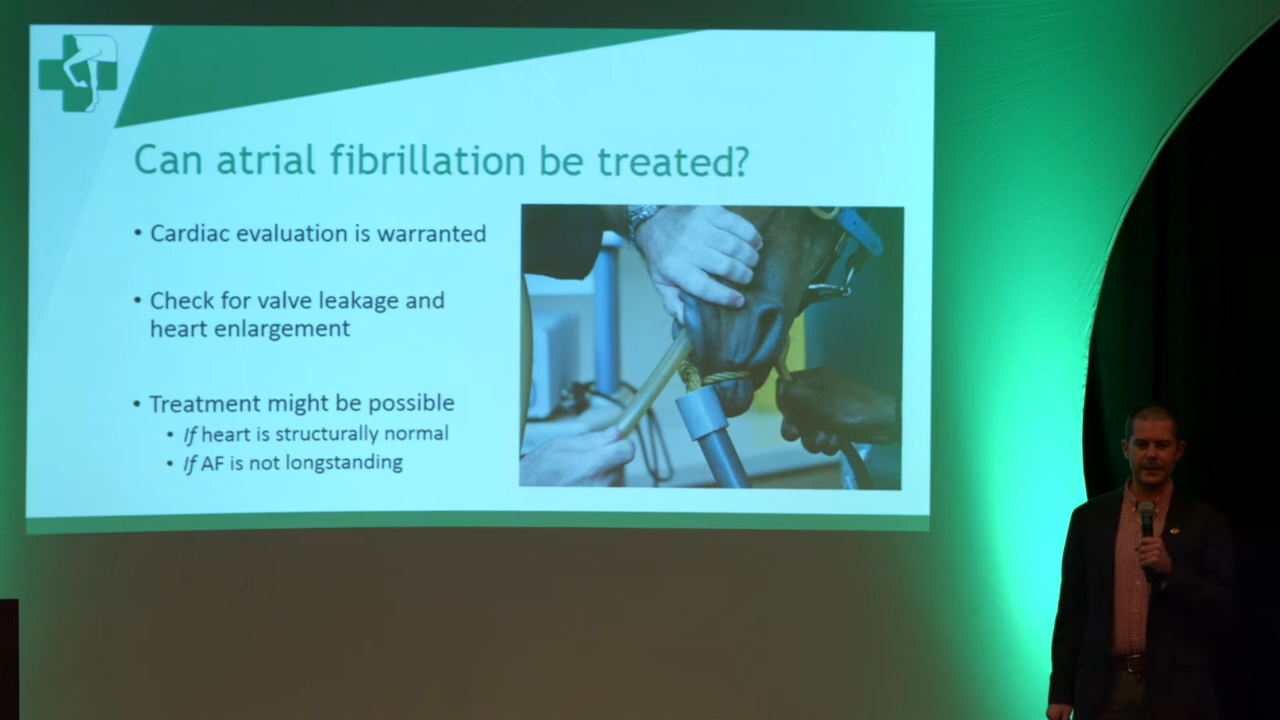 Can atrial fibrillation be treated?
• Cardiac evaluation is warranted
• Check for valve leakage and
heart enlargement
• Treatment might be possible
• If heart is structurally normal
• If AF is not longstanding